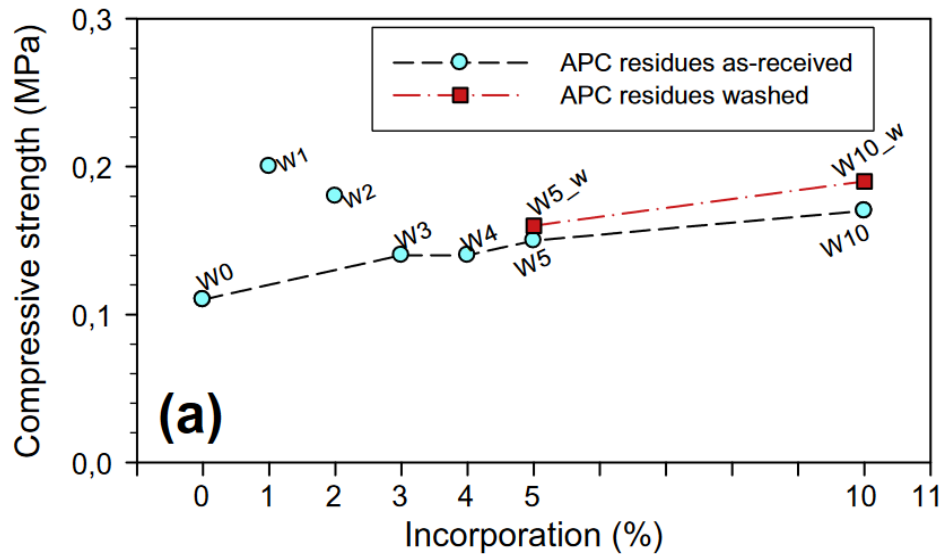 0,3
0,2
0,1
0,0
Compressive strength (MPa)
APC residues as-received
APC residues washed
W0
W1
W2
W3
W4
W5_w
W5
W10_w
W10
(a)
0 1 2 3 4 5 10 11
Incorporation (%)